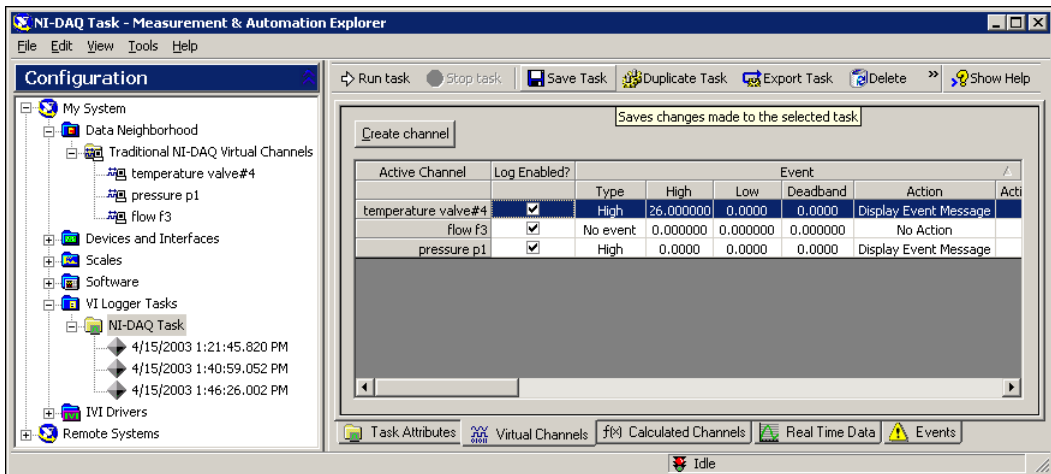 NI-DAQ Task - Measurement & Automation Explorer
File Edit View Tools Help
Configuration
Run task Stop task Save Task Duplicate Task Export Task Delete » Show Help
Saves changes made to the selected task
My System
Data Neighborhood
Traditional NI-DAQ Virtual Channels
temperature valve#4
pressure p1
flow f3
Devices and Interfaces
Scales
Software
VI Logger Tasks
NI-DAQ Task
4/15/2003 1:21:45.820 PM
4/15/2003 1:40:59.052 PM
4/15/2003 1:46:26.002 PM
IVI Drivers
Remote Systems
Create channel
Active Channel Log Enabled? Event
Type High Low Deadband Action Acti
temperature valve#4 High 26.000000 0.0000 0.0000 Display Event Message
flow f3 No event 0.000000 0.000000 0.000000 No Action
pressure p1 High 0.0000 0.0000 0.0000 Display Event Message
Task Attributes Virtual Channels f(x) Calculated Channels Real Time Data Events
Idle